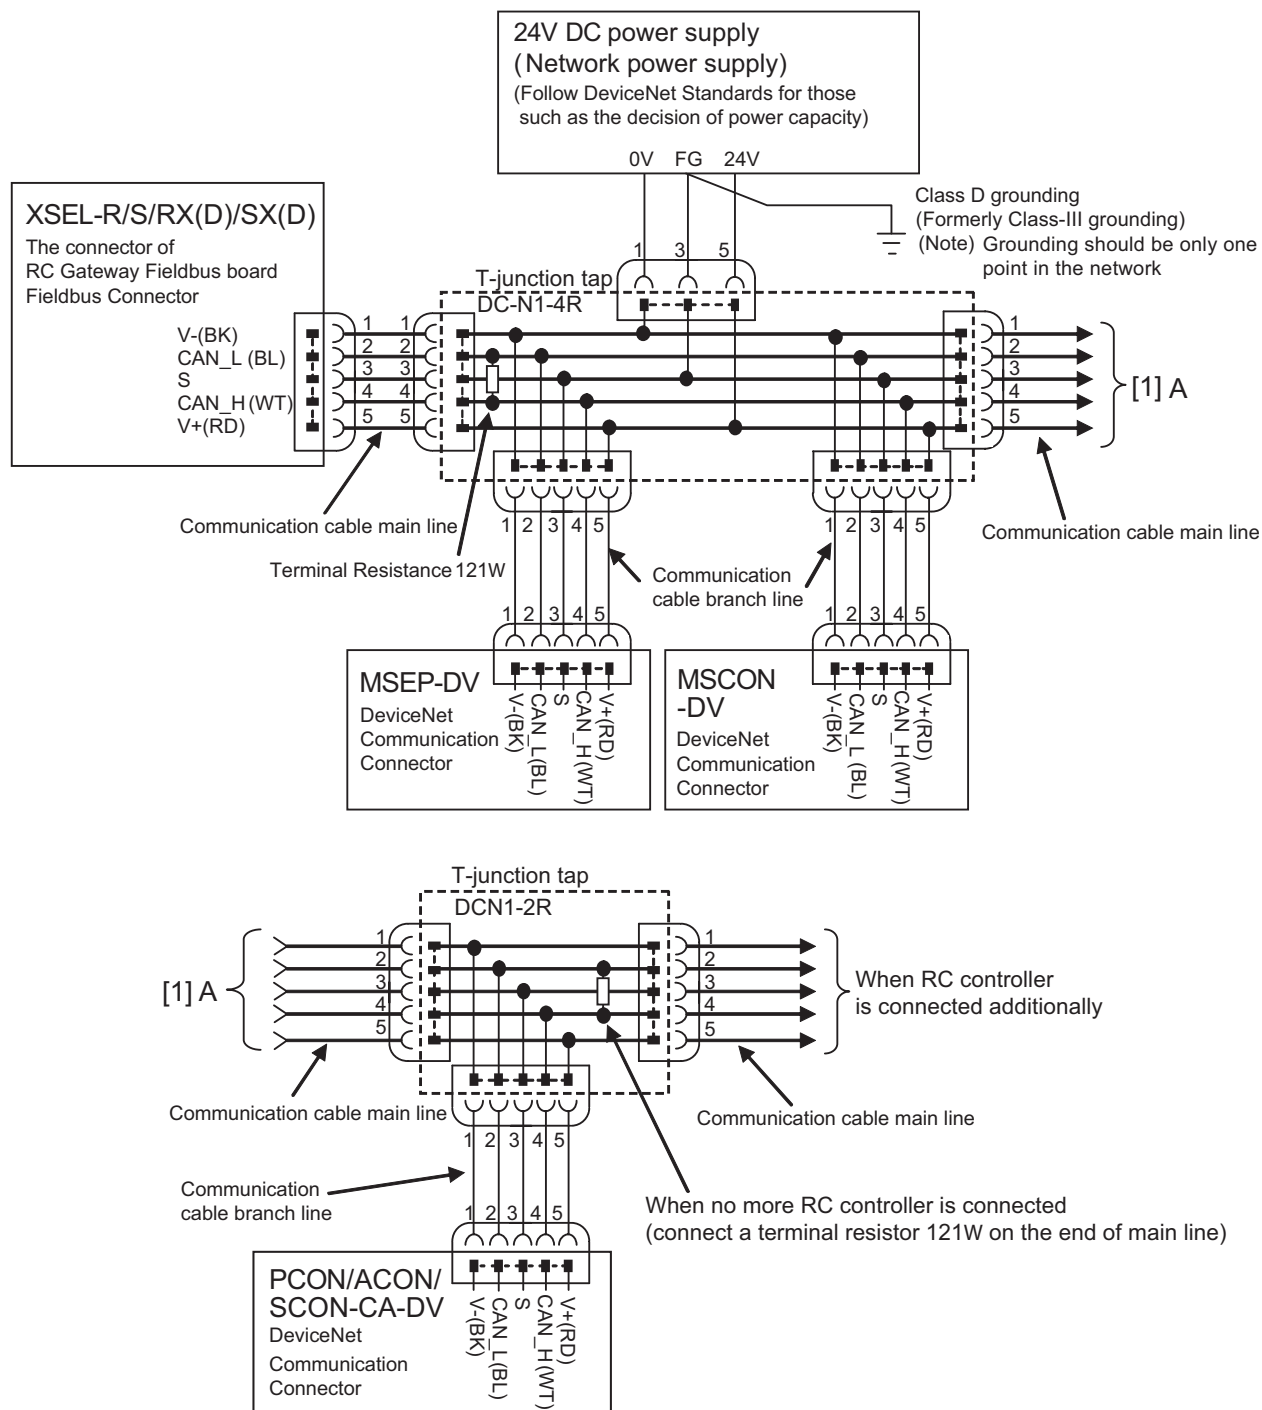 24V DC power supply
(Network power supply)
(Follow DeviceNet Standards for those
such as the decision of power capacity)
0V FG 24V
XSEL-R/S/RX(D)/SX(D)
The connector of
RC Gateway Fieldbus board
Fieldbus Connector
Class D grounding
(Formerly Class-III grounding)
(Note) Grounding should be only one
point in the network
1 3 5
T-junction tap
DC-N1-4R
V-(BK) 1 1 1
CAN_L (BL) 2 2 2
S 3 3 3
CAN_H (WT) 4 4 4
V+(RD) 5 5 5
[1] A
Communication cable main line
1 2 3 4 5
1 2 3 4 5
Communication cable main line
Terminal Resistance 121W
Communication
cable branch line
1 2 3 4 5
1 2 3 4 5
MSEP-DV
DeviceNet
Communication
Connector
V-(BK)
CAN_L(BL)
S
CAN_H(WT)
V+(RD)
MSCON
-DV
DeviceNet
Communication
Connector
V-(BK)
CAN_L (BL)
S
CAN_H(WT)
V+(RD)
T-junction tap
DCN1-2R
[1] A
1 1
2 2
3 3
4 4
5 5
When RC controller
is connected additionally
Communication cable main line
Communication cable main line
1 2 3 4 5
Communication
cable branch line
When no more RC controller is connected
(connect a terminal resistor 121W on the end of main line)
1 2 3 4 5
PCON/ACON/
SCON-CA-DV
DeviceNet
Communication
Connector
V-(BK)
CAN_L(BL)
S
CAN_H(WT)
V+(RD)